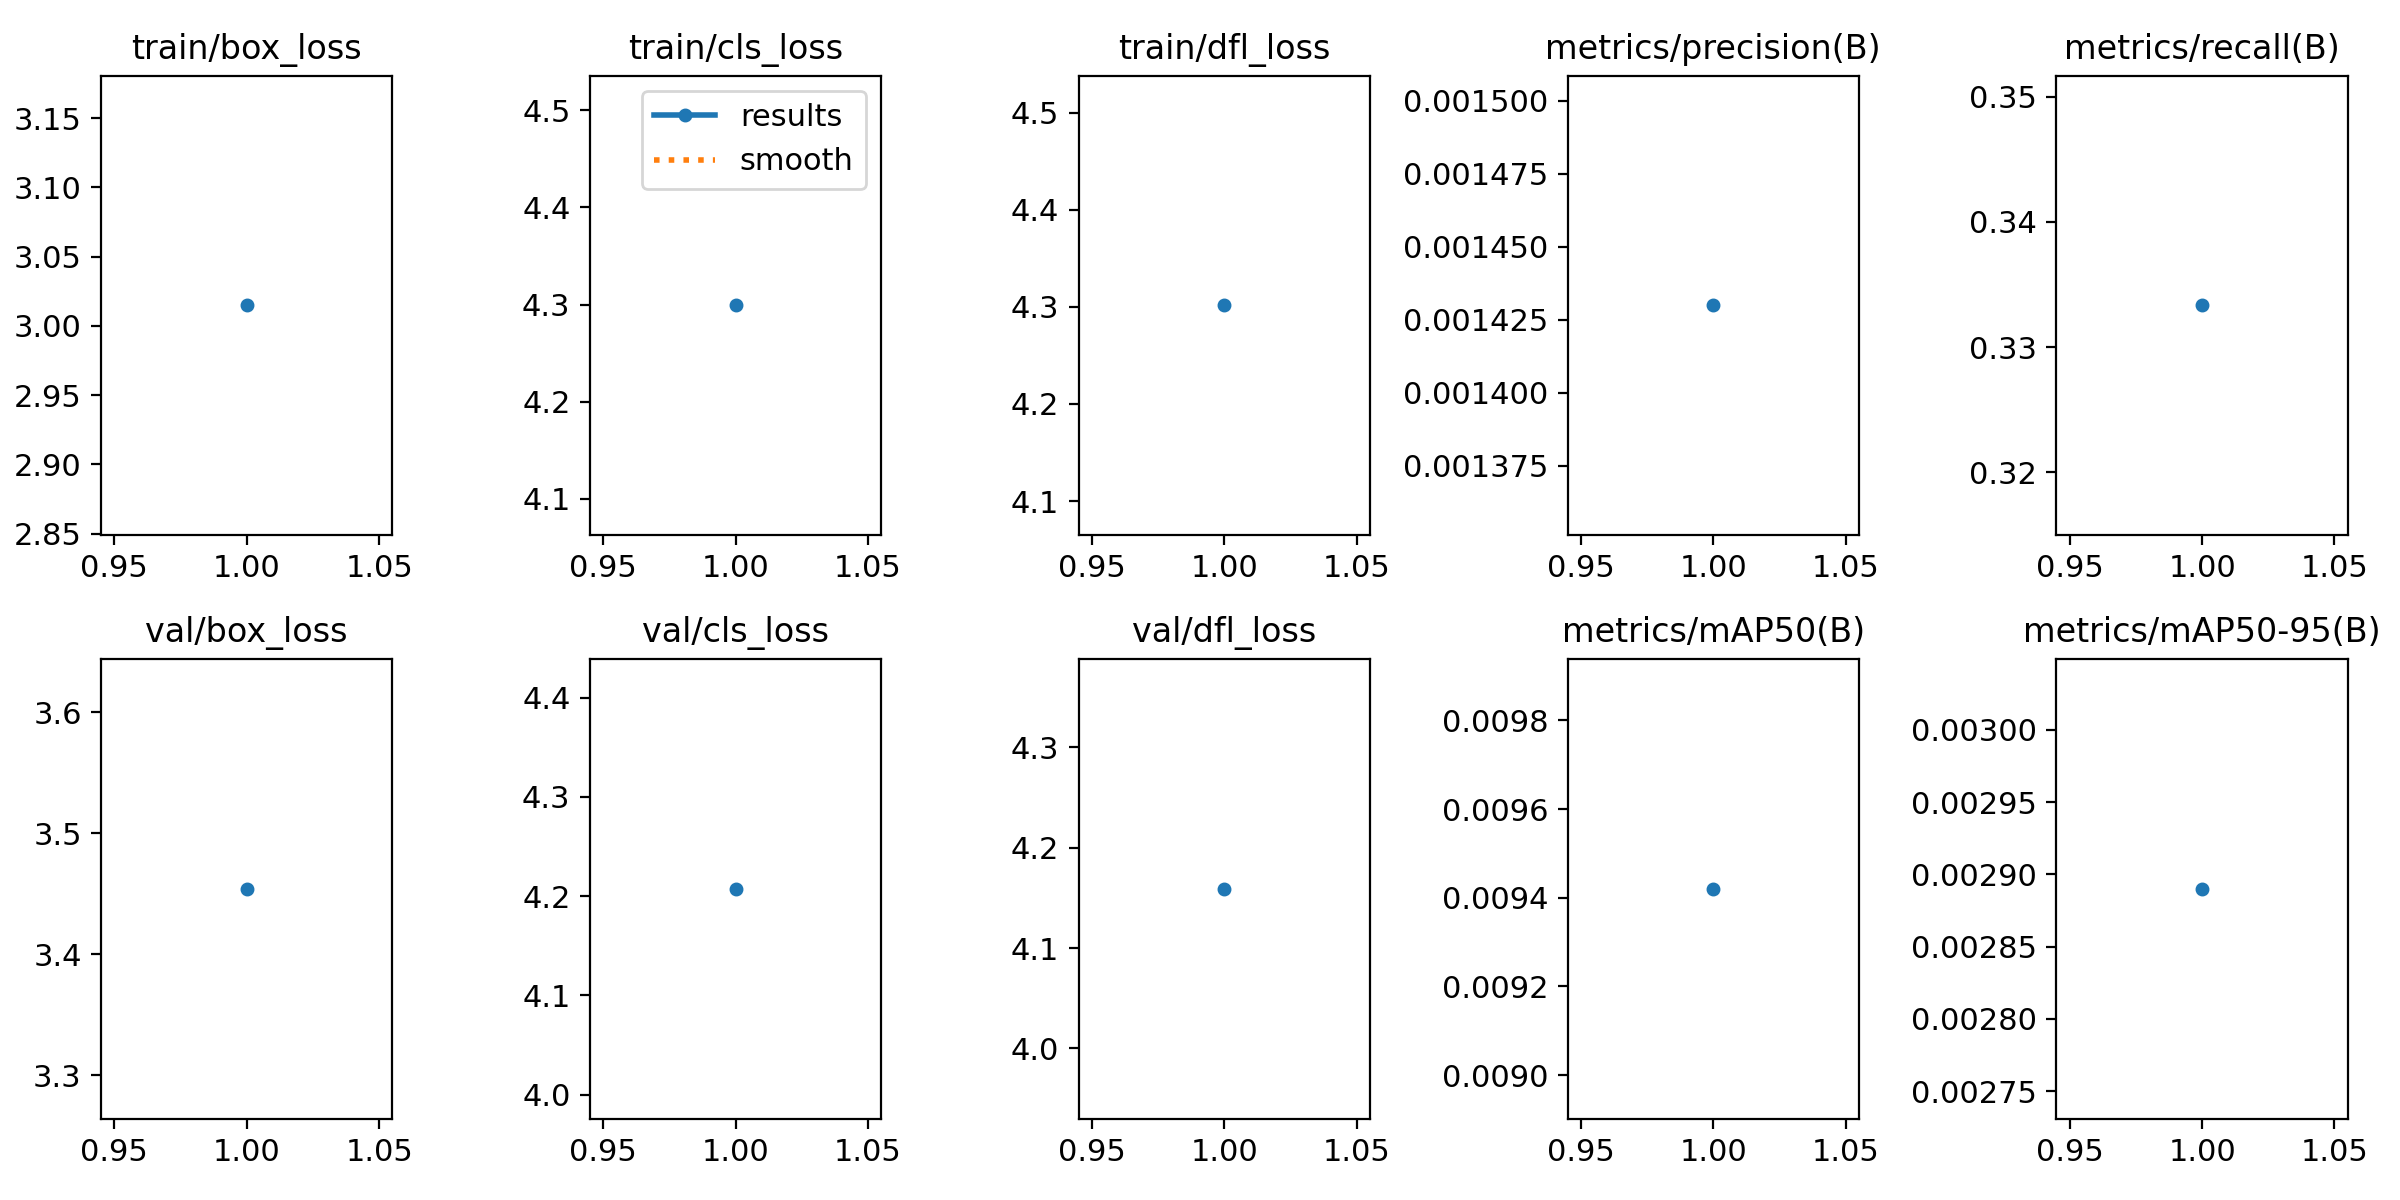 train/box_loss
3.15
3.10
3.05
3.00
2.95
2.90
2.85
0.95 1.00 1.05
train/cls_loss
results
smooth
4.5
4.4
4.3
4.2
4.1
0.95 1.00 1.05
train/dfl_loss
4.5
4.4
4.3
4.2
4.1
0.95 1.00 1.05
metrics/precision(B)
0.001500
0.001475
0.001450
0.001425
0.001400
0.001375
0.95 1.00 1.05
metrics/recall(B)
0.35
0.34
0.33
0.32
0.95 1.00 1.05
val/box_loss
3.6
3.5
3.4
3.3
0.95 1.00 1.05
val/cls_loss
4.4
4.3
4.2
4.1
4.0
0.95 1.00 1.05
val/dfl_loss
4.3
4.2
4.1
4.0
0.95 1.00 1.05
metrics/mAP50(B)
0.0098
0.0096
0.0094
0.0092
0.0090
0.95 1.00 1.05
metrics/mAP50-95(B)
0.00300
0.00295
0.00290
0.00285
0.00280
0.00275
0.95 1.00 1.05